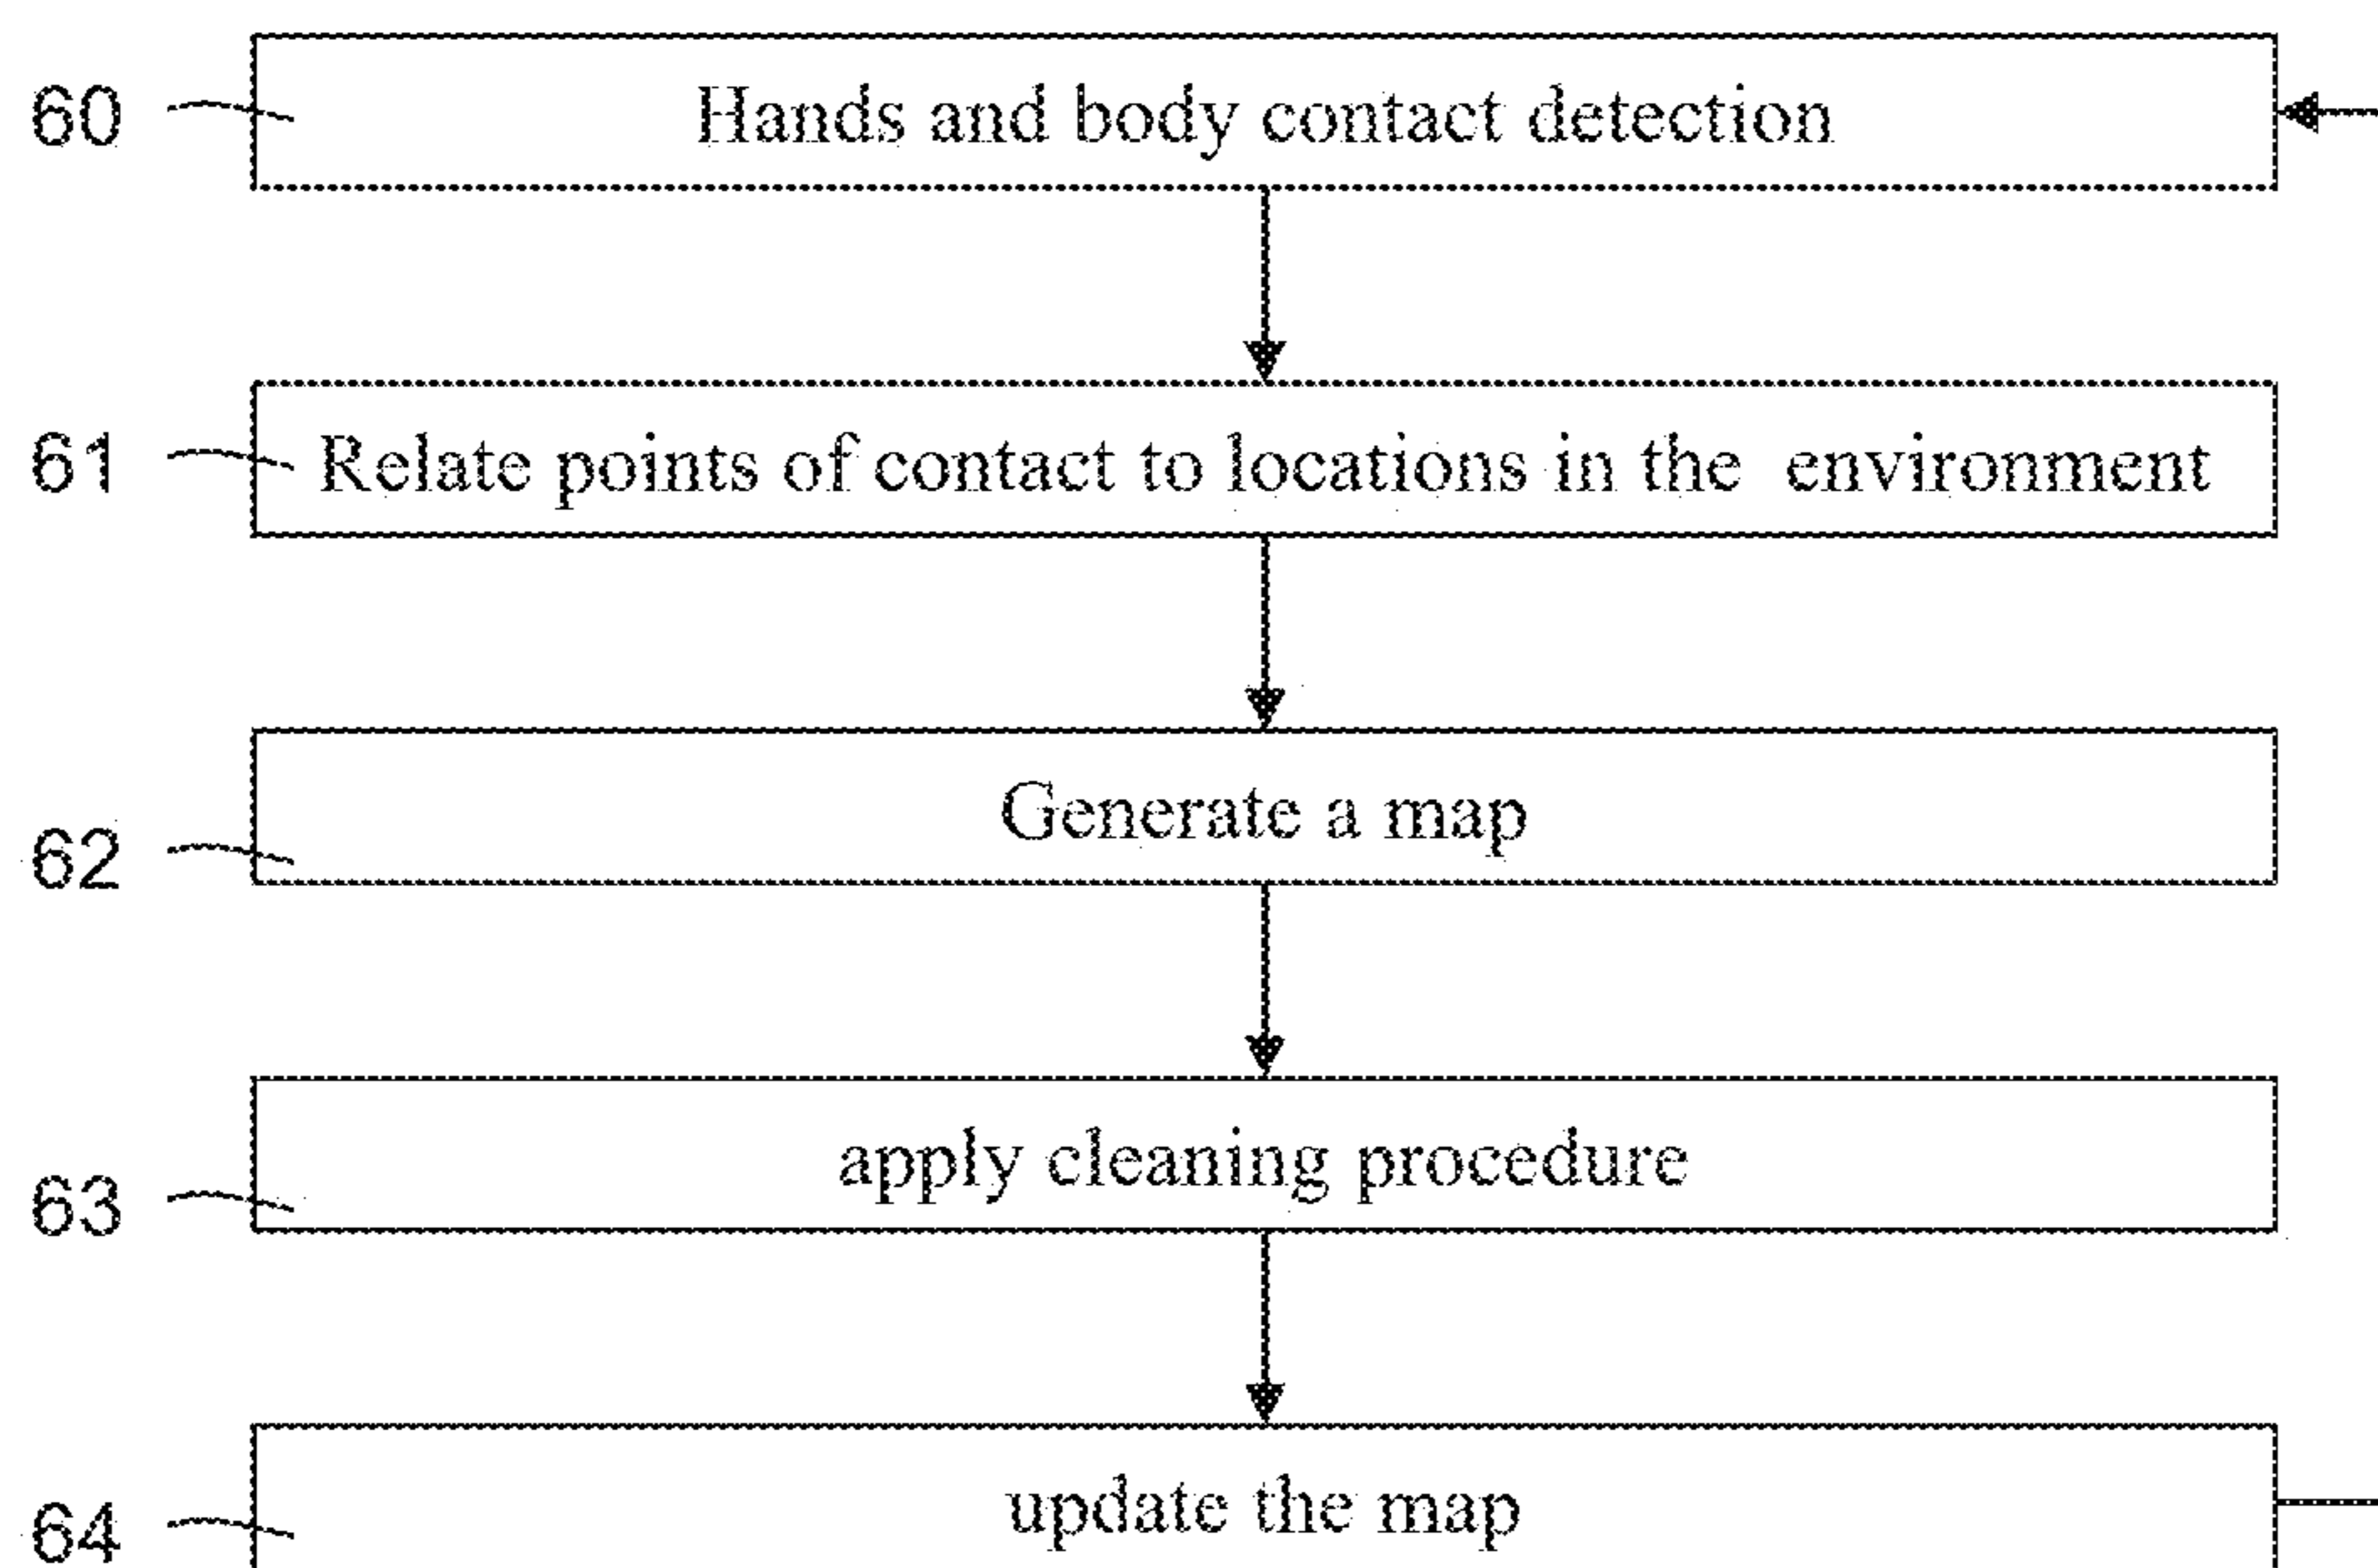 60 Hands and body contact detection
61 Relate points of contact to locations in the environment
62 Generate a map
63 apply cleaning procedure
64 update the map